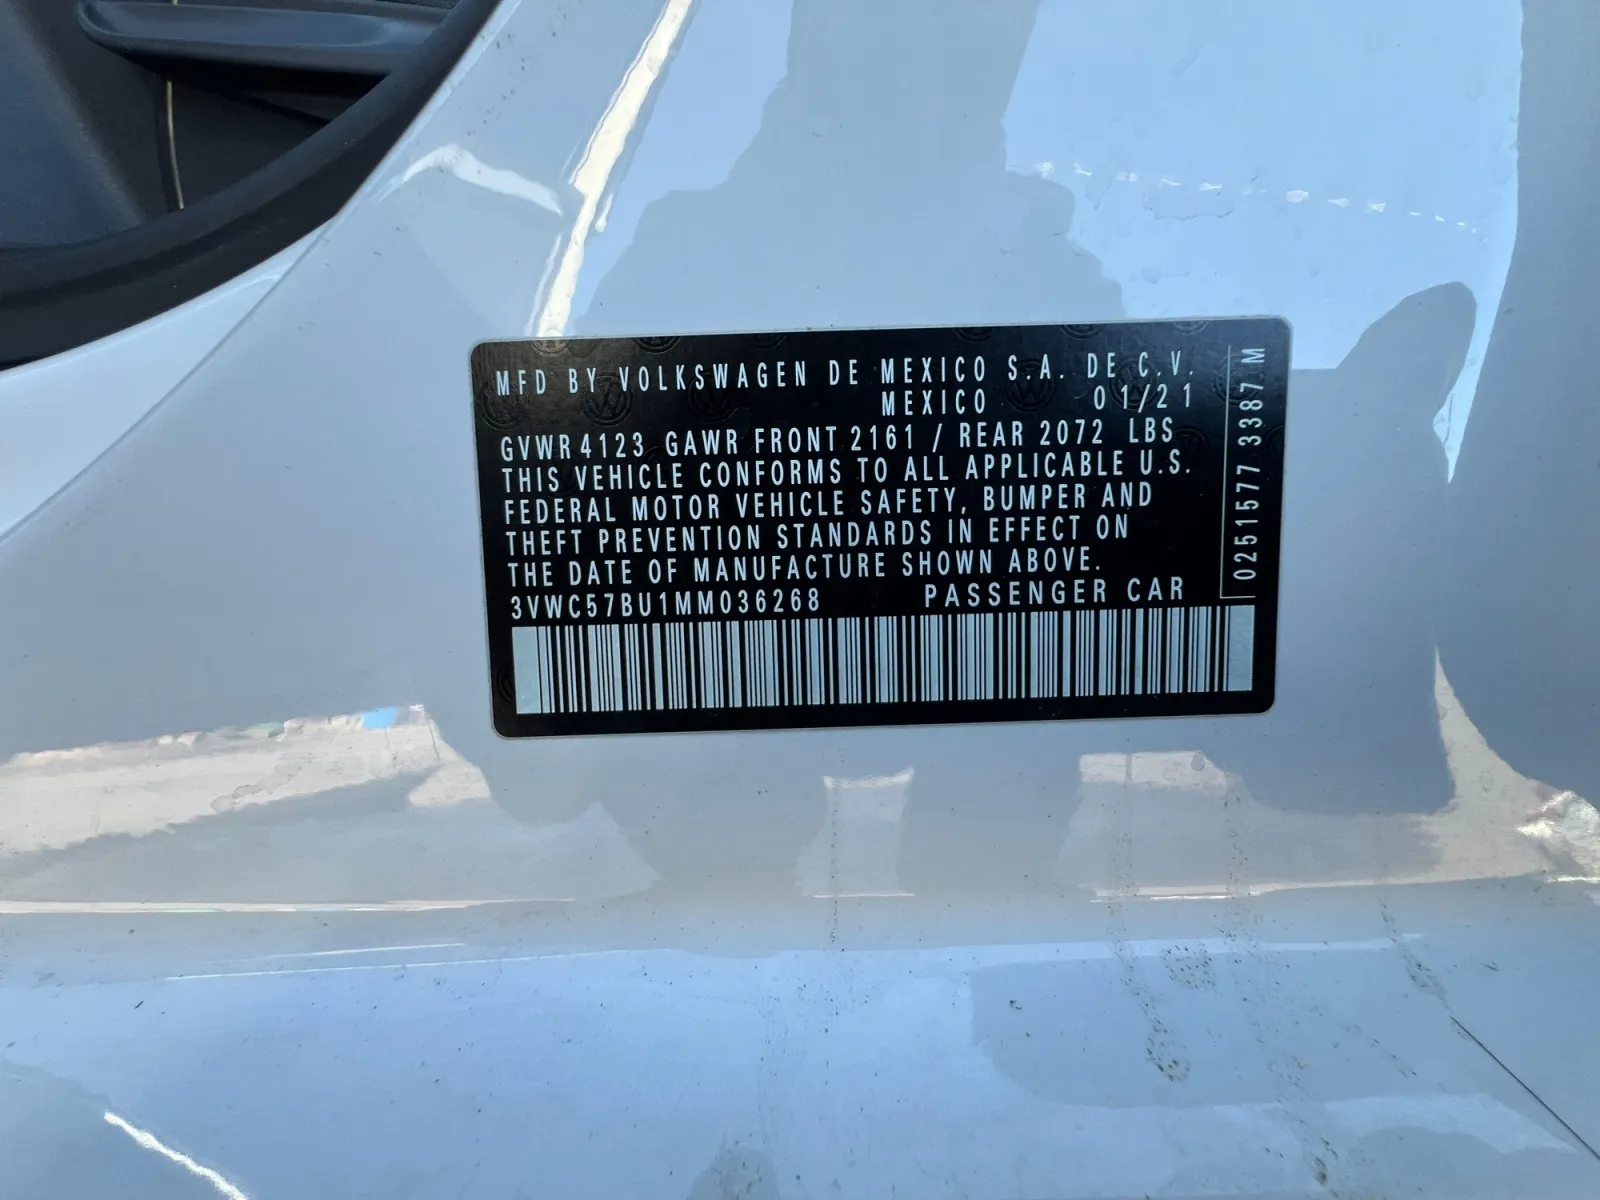 MFD BY VOLKSWAGEN DE MEXICO S.A. DE C.V.
MEXICO 01/21
GVWR 4123 GAWR FRONT 2161 / REAR 2072 LBS
THIS VEHICLE CONFORMS TO ALL APPLICABLE U.S.
FEDERAL MOTOR VEHICLE SAFETY, BUMPER AND
THEFT PREVENTION STANDARDS IN EFFECT ON
THE DATE OF MANUFACTURE SHOWN ABOVE.
3VWC57BU1MM036268 PASSENGER CAR
0251577 3387 M